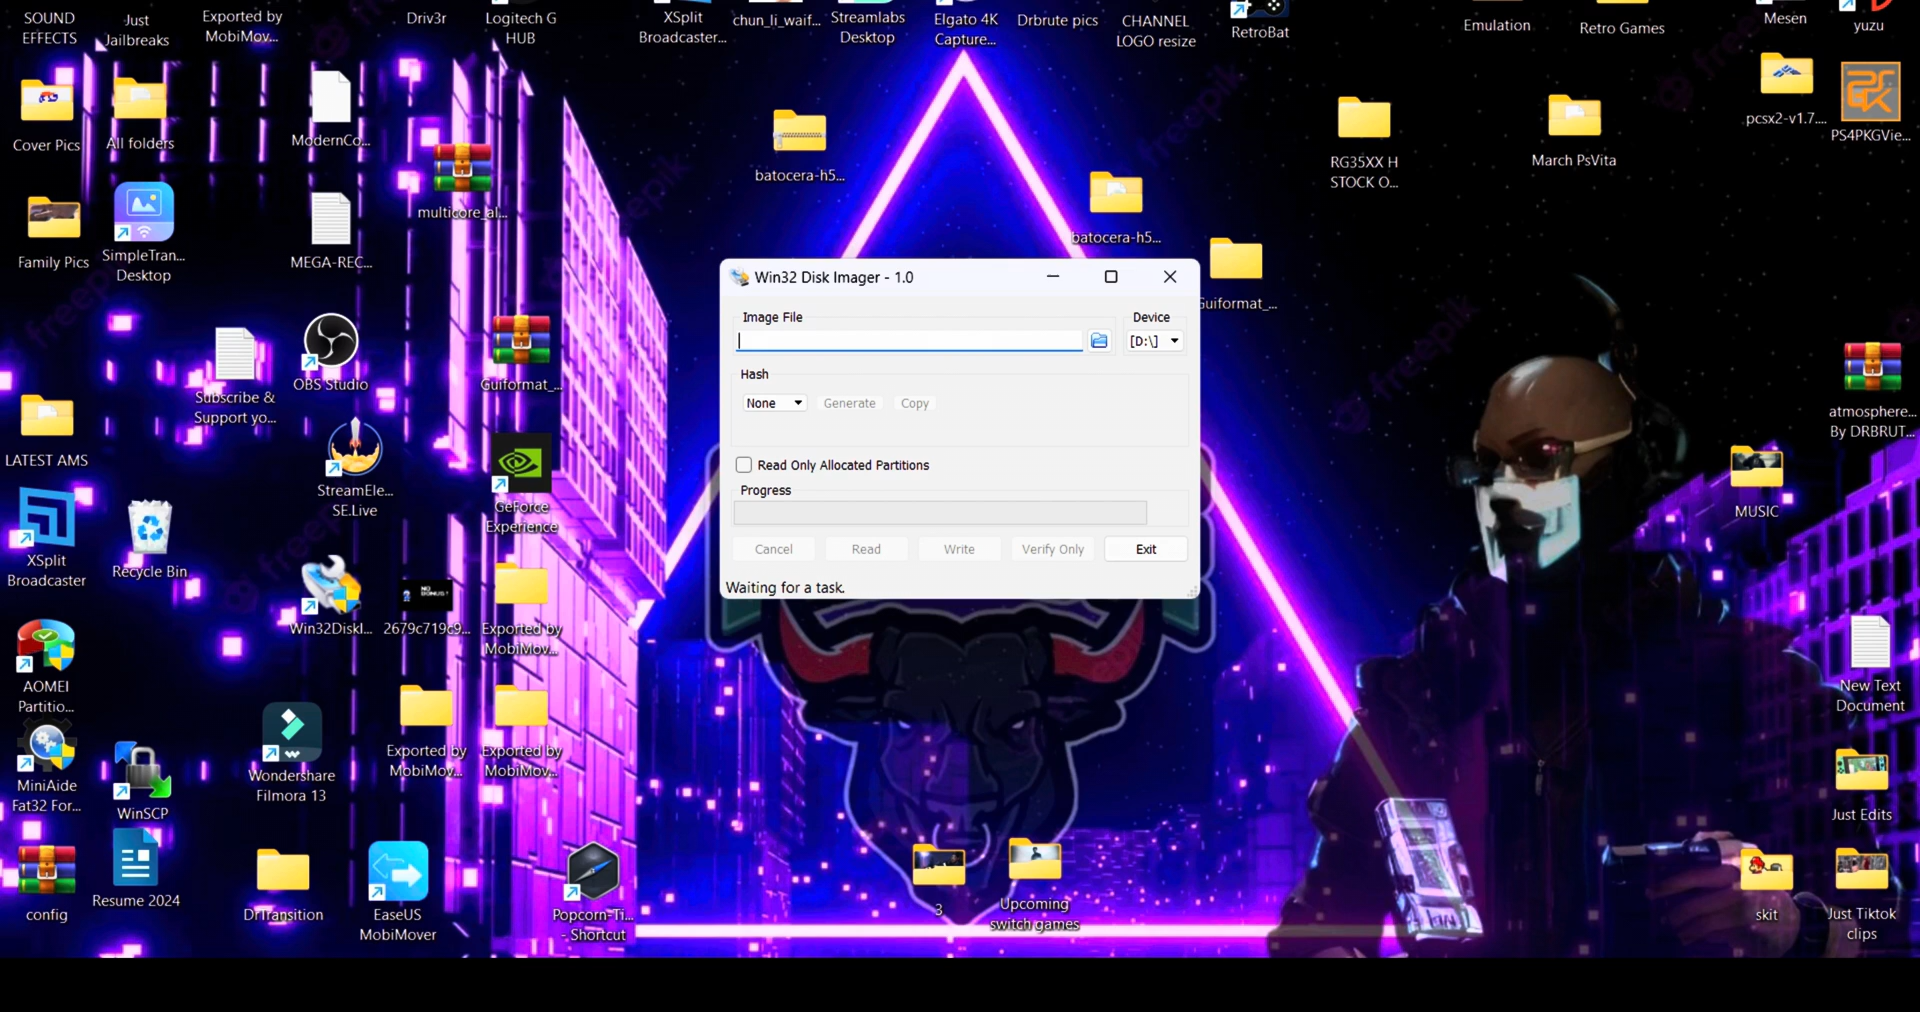 SOUND
EFFECTS
Just
Jailbreaks
Exported by
MobiMov...
Driv3r
Logitech G
HUB
XSplit
Broadcaster...
chun_li_waif...
Streamlabs
Desktop
Elgato 4K
Capture...
Drbrute pics
CHANNEL
LOGO resize
RetroBat
Emulation
Retro Games
Mesen
yuzu
Cover Pics
All folders
ModernCo...
multicore_al...
batocera-h5...
batocera-h5...
RG35XX H
STOCK O...
March PsVita
pcsx2-v1.7....
PS4PKGVie...
Family Pics
SimpleTran...
Desktop
MEGA-REC...
Guiformat_...
Win32 Disk Imager - 1.0
Image File
Device
[D:\]
Hash
None
Generate
Copy
Read Only Allocated Partitions
Progress
Cancel
Read
Write
Verify Only
Exit
Waiting for a task.
Subscribe &
Support yo...
OBS Studio
Guiformat_...
atmosphere...
By DRBRUT...
LATEST AMS
StreamEle...
SE.Live
GeForce
Experience
MUSIC
XSplit
Broadcaster
Recycle Bin
Win32DiskI...
2679c719c9...
NO
BONUS!
Exported by
MobiMov...
AOMEI
Partitio...
New Text
Document
MiniAide
Fat32 For...
WinSCP
Wondershare
Filmora 13
Exported by
MobiMov...
Exported by
MobiMov...
Just Edits
config
Resume 2024
DrTransition
EaseUS
MobiMover
Popcorn-Ti...
- Shortcut
3
Upcoming
switch games
skit
Just Tiktok
clips
freepik
freepik
freepik
freepik